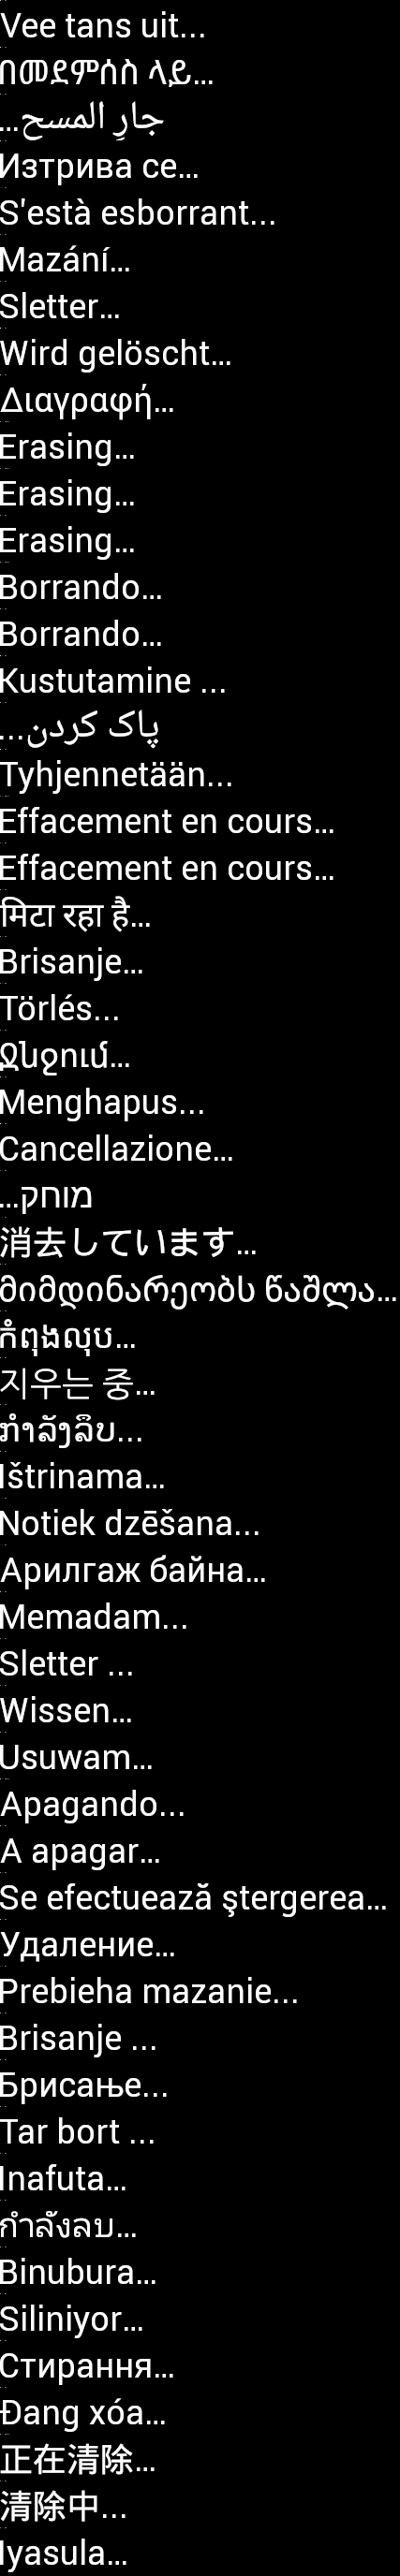 Vee tans uit...
በመደምሰስ ላይ...
جارٍ المسح...
Изтрива се...
S'està esborrant...
Mazání...
Sletter...
Wird gelöscht...
Διαγραφή...
Erasing...
Erasing...
Erasing...
Borrando...
Borrando...
Kustutamine ...
پاک کردن...
Tyhjennetään...
Effacement en cours...
Effacement en cours...
मिटा रहा है...
Brisanje...
Törlés...
Ջնջում...
Menghapus...
Cancellazione...
מוחק...
消去しています...
მიმდინარეობს წაშლა...
កំពុងលុប...
지우는 중...
ກຳລັງລຶບ...
Ištrinama...
Notiek dzēšana...
Арилгаж байна...
Memadam...
Sletter ...
Wissen...
Usuwam...
Apagando...
A apagar...
Se efectuează ştergerea...
Удаление...
Prebieha mazanie...
Brisanje ...
Брисање...
Tar bort ...
Inafuta...
กำลังลบ...
Binubura...
Siliniyor...
Стирання...
Đang xóa...
正在清除...
清除中...
Iyasula...